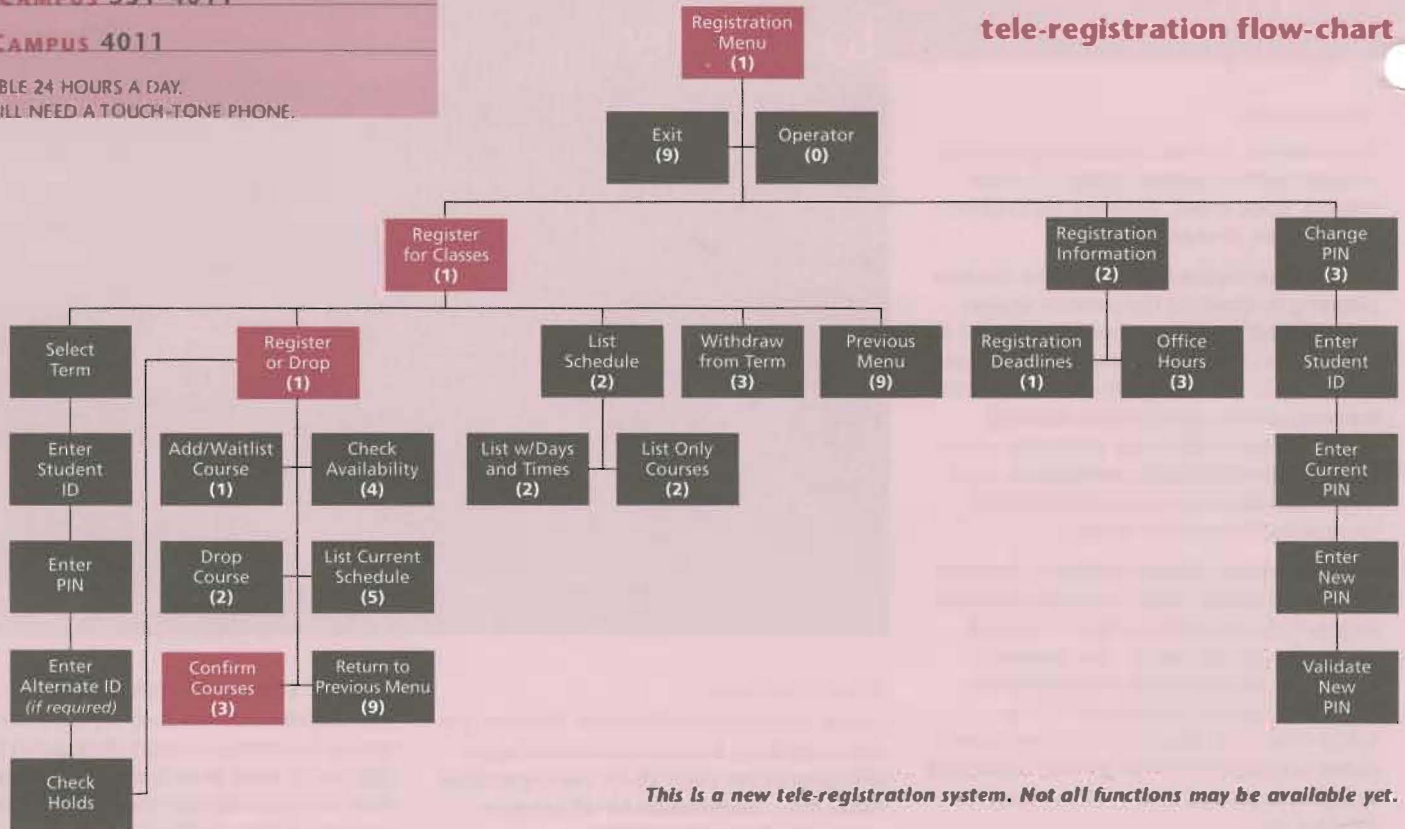 CAMPUS 4011
BLE 24 HOURS A DAY.
ILL NEED A TOUCH-TONE PHONE.
tele-registration flow-chart
Registration
Menu
(1)
Exit
(9)
Operator
(0)
Register
for Classes
(1)
Registration
Information
(2)
Change
PIN
(3)
Select
Term
Register
or Drop
(1)
List
Schedule
(2)
Withdraw
from Term
(3)
Previous
Menu
(9)
Registration
Deadlines
(1)
Office
Hours
(3)
Enter
Student
ID
Enter
Student
ID
Add/Waitlist
Course
(1)
Check
Availability
(4)
List w/Days
and Times
(2)
List Only
Courses
(2)
Enter
Current
PIN
Enter
PIN
Drop
Course
(2)
List Current
Schedule
(5)
Enter
New
PIN
Enter
Alternate ID
(if required)
Confirm
Courses
(3)
Return to
Previous Menu
(9)
Validate
New
PIN
Check
Holds
This is a new tele-registration system. Not all functions may be available yet.